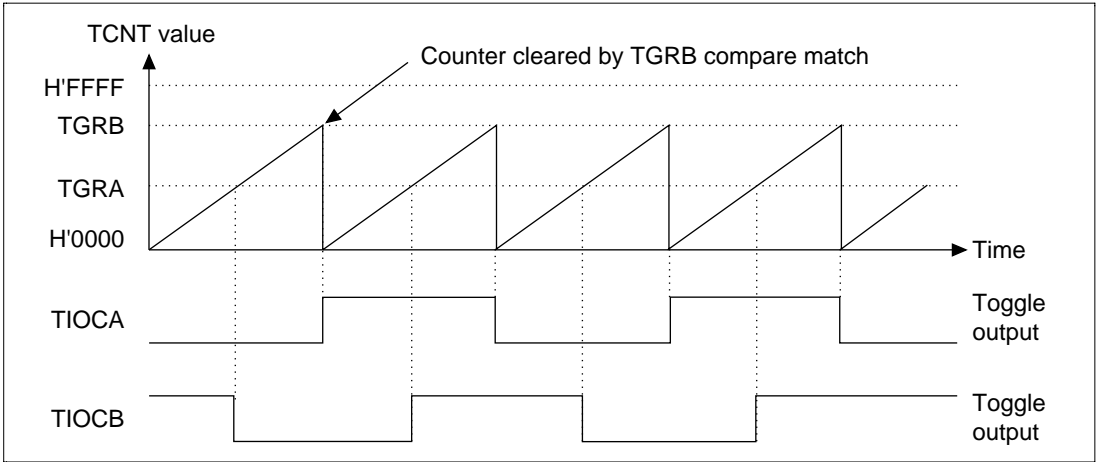 TCNT value
Counter cleared by TGRB compare match
H'FFFF
TGRB
TGRA
H'0000
Time
TIOCA
Toggle
output
TIOCB
Toggle
output